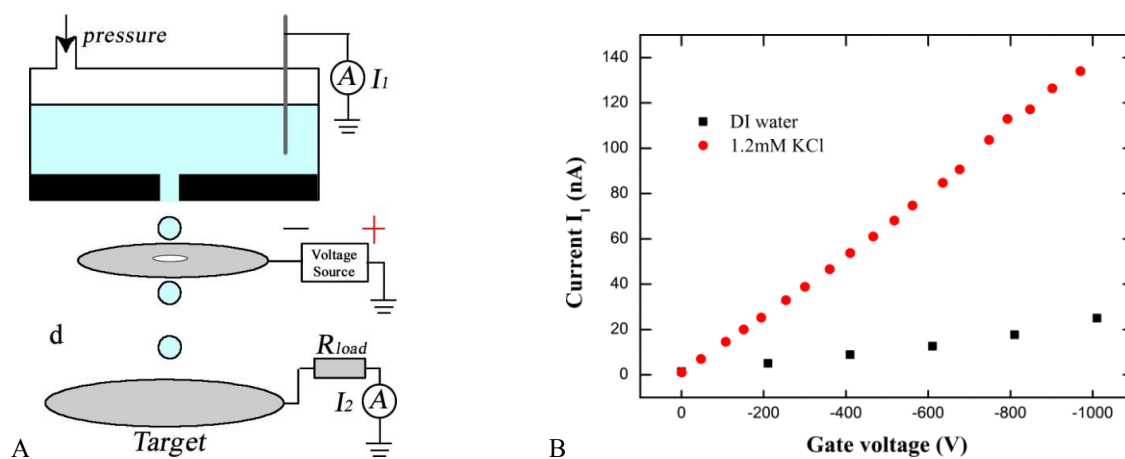 pressure
A
I1
− +
Voltage
Source
d
Rload
I2
A
Target
A
140
120
100
80
60
40
20
0
Current I1 (nA)
DI water
1.2mM KCl
0 -200 -400 -600 -800 -1000
Gate voltage (V)
B